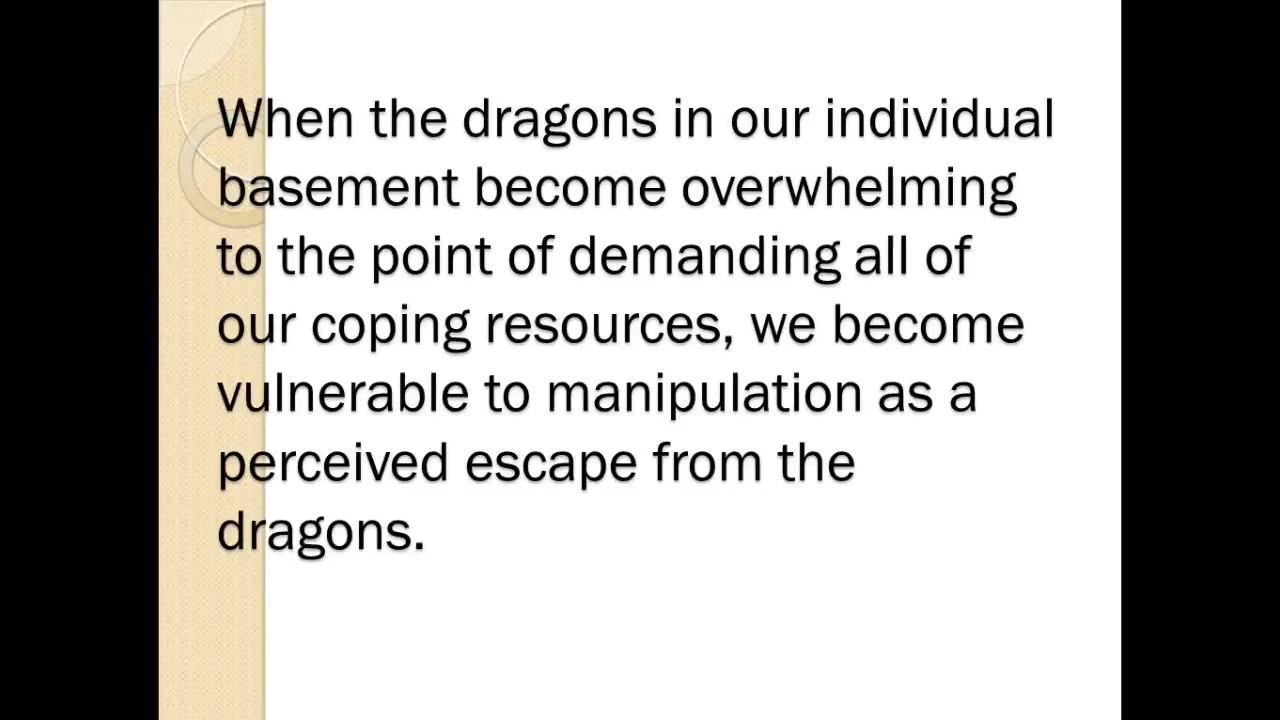 When the dragons in our individual
basement become overwhelming
to the point of demanding all of
our coping resources, we become
vulnerable to manipulation as a
perceived escape from the
dragons.